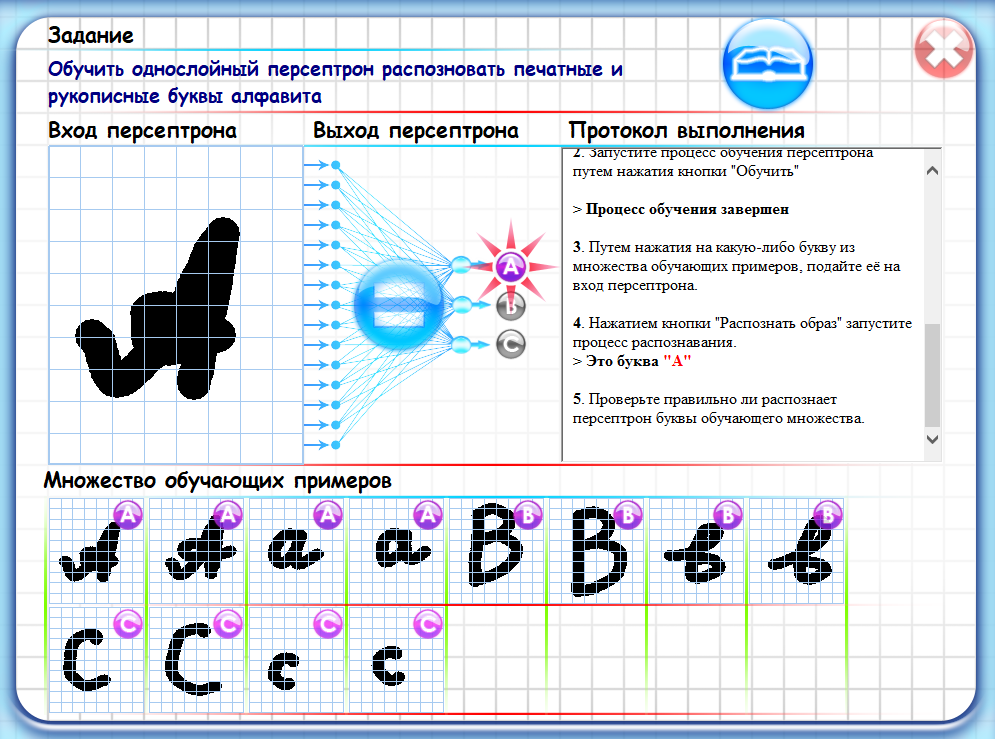 Задание
Обучить однослойный персептрон распозновать печатные и
рукописные буквы алфавита
Вход персептрона
Выход персептрона
Протокол выполнения
A
B
C
2. Запустите процесс обучения персептрона
путем нажатия кнопки "Обучить"
> Процесс обучения завершен
3. Путем нажатия на какую-либо букву из
множества обучающих примеров, подайте её на
вход персептрона.
4. Нажатием кнопки "Распознать образ" запустите
процесс распознавания.
> Это буква "А"
5. Проверьте правильно ли распознает
персептрон буквы обучающего множества.
Множество обучающих примеров
A A A A B B B B
А А а а В В в в
C C C C
С С с с